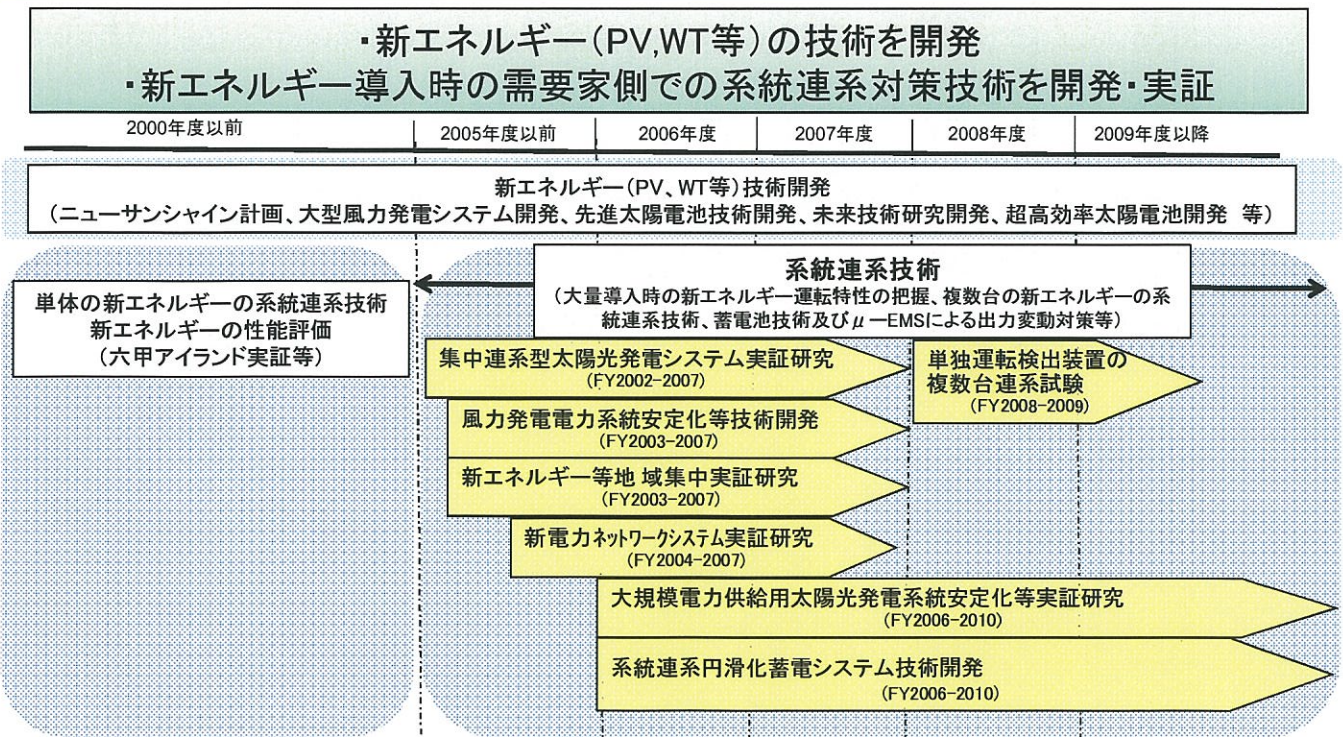 ・新エネルギー(PV,WT等)の技術を開発
・新エネルギー導入時の需要家側での系統連系対策技術を開発・実証
2000年度以前
2005年度以前
2006年度
2007年度
2008年度
2009年度以降
新エネルギー(PV、WT等)技術開発
(ニューサンシャイン計画、大型風力発電システム開発、先進太陽電池技術開発、未来技術研究開発、超高効率太陽電池開発 等)
単体の新エネルギーの系統連系技術
新エネルギーの性能評価
(六甲アイランド実証等)
系統連系技術
(大量導入時の新エネルギー運転特性の把握、複数台の新エネルギーの系
統連系技術、蓄電池技術及びμーEMSによる出力変動対策等)
集中連系型太陽光発電システム実証研究
(FY2002-2007)
単独運転検出装置の
複数台連系試験
(FY2008-2009)
風力発電電力系統安定化等技術開発
(FY2003-2007)
新エネルギー等地 域集中実証研究
(FY2003-2007)
新電力ネットワークシステム実証研究
(FY2004-2007)
大規模電力供給用太陽光発電系統安定化等実証研究
(FY2006-2010)
系統連系円滑化蓄電システム技術開発
(FY2006-2010)